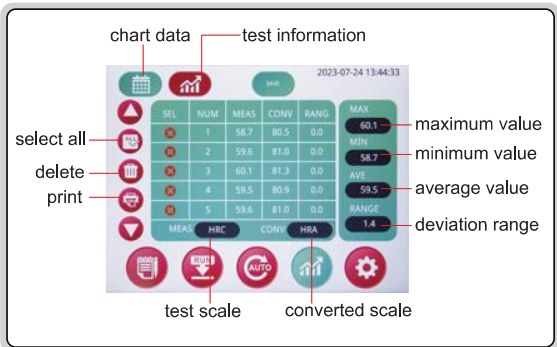 chart data
test information
SAVE
2023-07-24 13:44:33
SEL NUM MEAS CONV RANG
1 58.7 80.5 0.0
2 59.6 81.0 0.0
3 60.1 81.3 0.0
4 59.5 80.9 0.0
5 59.6 81.0 0.0
MEAS HRC CONV HRA
MAX
60.1
MIN
58.7
AVE
59.5
RANGE
1.4
select all
ALL
delete
print
maximum value
minimum value
average value
deviation range
RUN
AUTO
test scale
converted scale